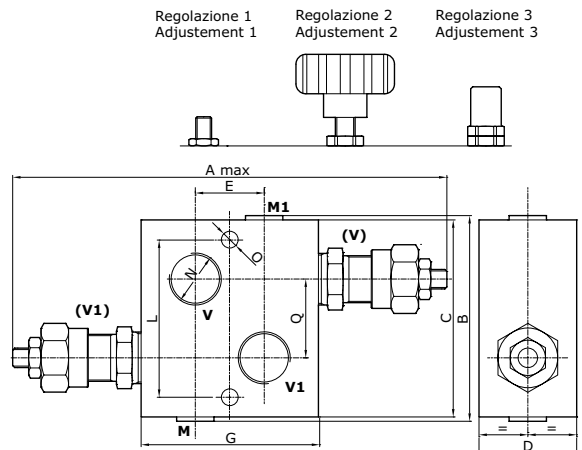 Regolazione 1
Adjustement 1
Regolazione 2
Adjustement 2
Regolazione 3
Adjustement 3
A max
E
M1
(V)
O
N
V
L
Q
C
B
(V1)
V1
M
G
= =
D